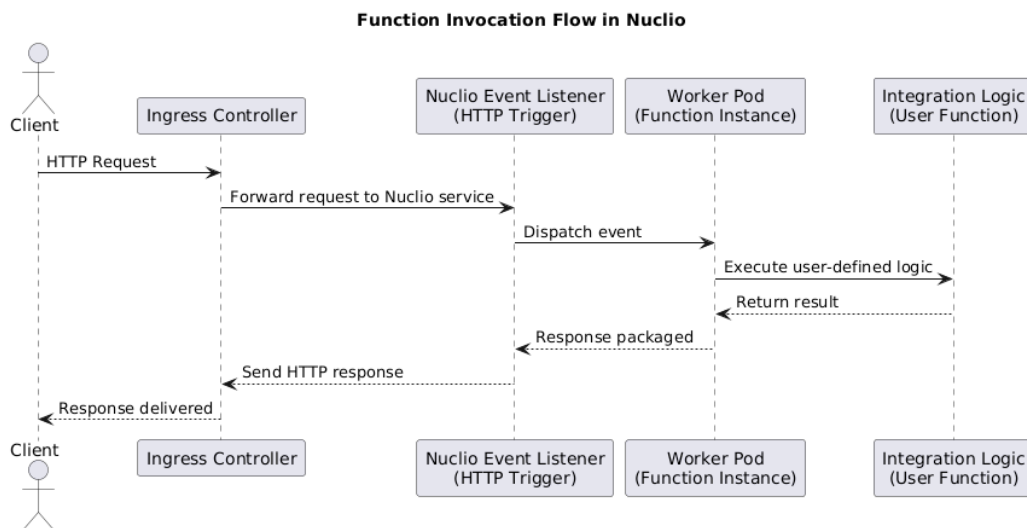 Function Invocation Flow in Nuclio
Client
Ingress Controller
Nuclio Event Listener
(HTTP Trigger)
Worker Pod
(Function Instance)
Integration Logic
(User Function)
HTTP Request
Forward request to Nuclio service
Dispatch event
Execute user-defined logic
Return result
Response packaged
Send HTTP response
Response delivered
Client
Ingress Controller
Nuclio Event Listener
(HTTP Trigger)
Worker Pod
(Function Instance)
Integration Logic
(User Function)